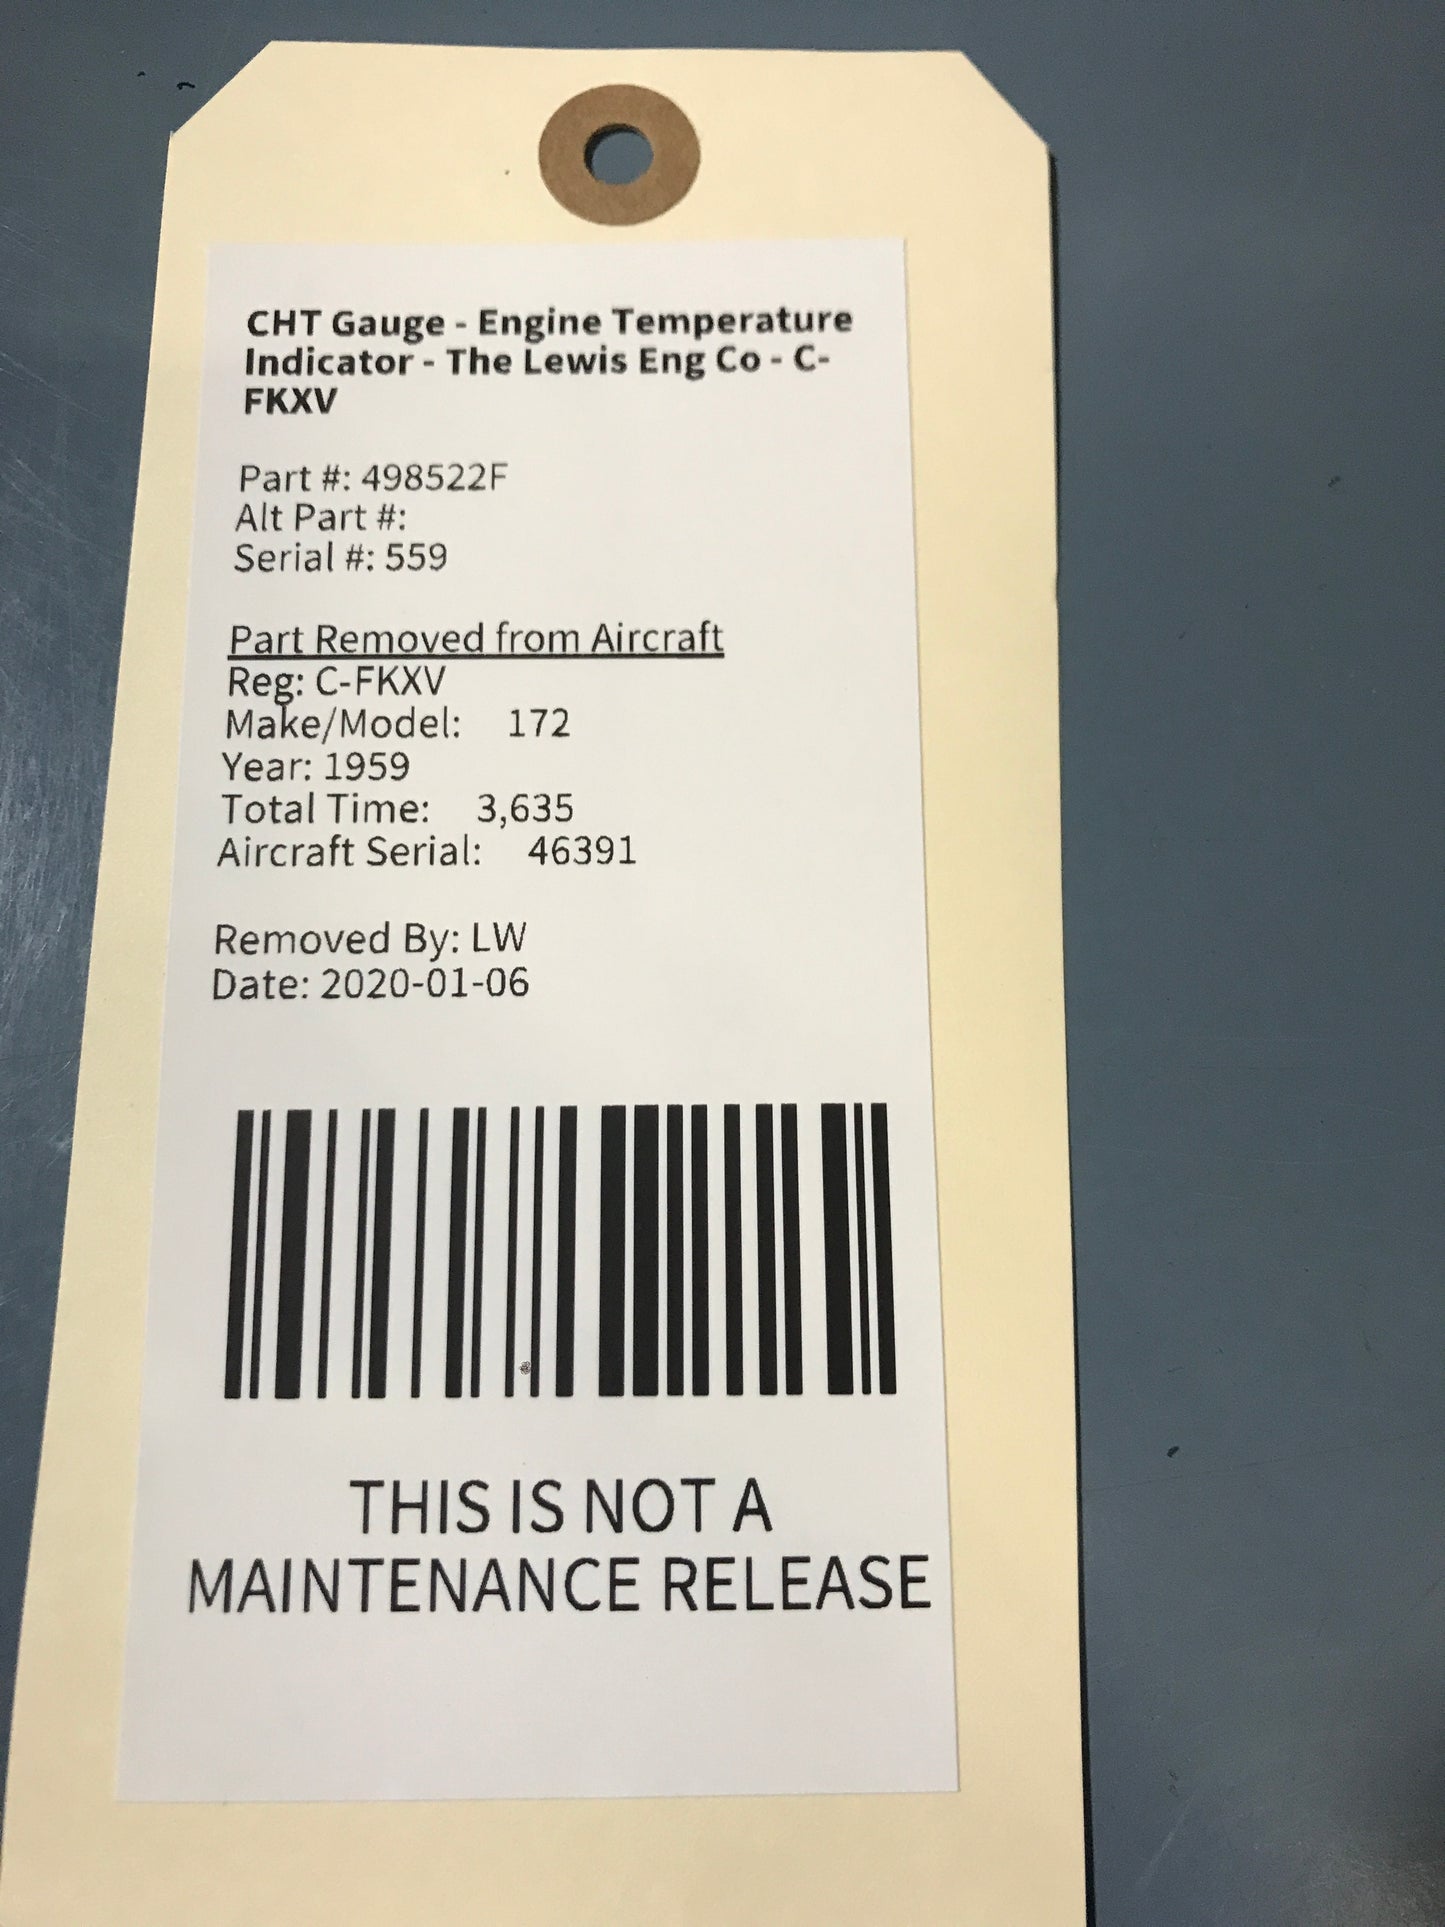 CHT Gauge - Engine Temperature
Indicator - The Lewis Eng Co - C-
FKXV
Part #: 498522F
Alt Part #:
Serial #: 559
Part Removed from Aircraft
Reg: C-FKXV
Make/Model: 172
Year: 1959
Total Time: 3,635
Aircraft Serial: 46391
Removed By: LW
Date: 2020-01-06
THIS IS NOT A
MAINTENANCE RELEASE